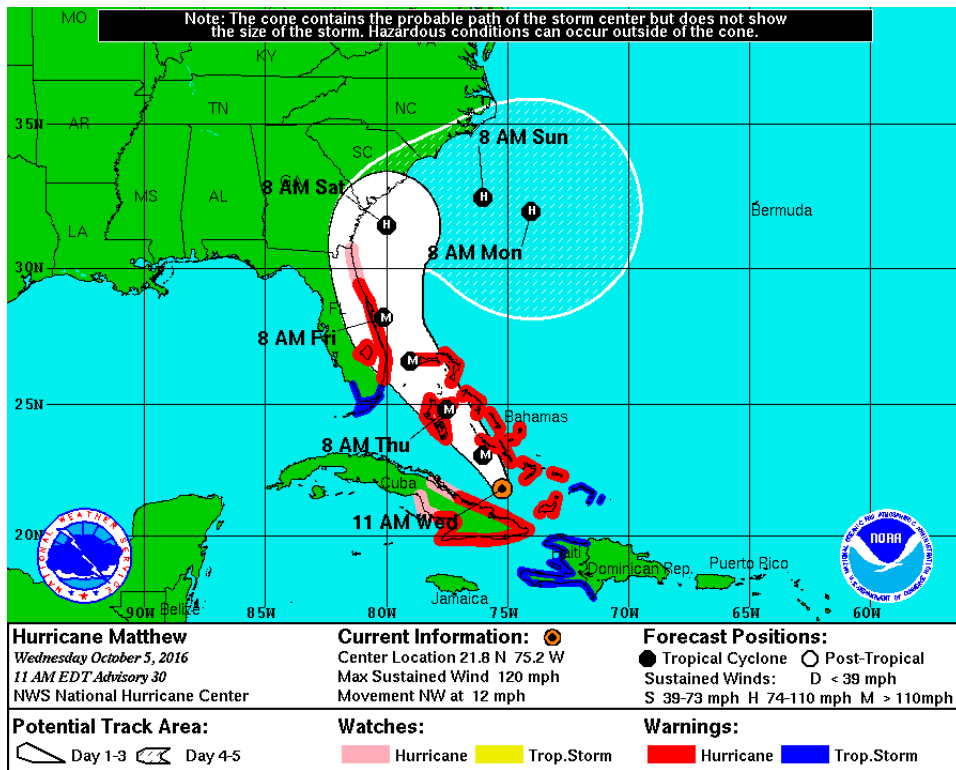 Note: The cone contains the probable path of the storm center but does not show
the size of the storm. Hazardous conditions can occur outside of the cone.
MO
KY
VA
TN
NC
35N
AR
8 AM Sun
SC
8 AM Sat
GA
MS
AL
Bermuda
LA
8 AM Mon
30N
FL
8 AM Fri
25N
Bahamas
8 AM Thu
Cuba
11 AM Wed
20N
Haiti
Dominican Rep.
Puerto Rico
Jamaica
Belize
90N
85W
80W
75W
70W
65W
60W
H
H
H
M
M
M
M
NATIONAL WEATHER SERVICE
NOAA
Hurricane Matthew
Wednesday October 5, 2016
11 AM EDT Advisory 30
NWS National Hurricane Center
Current Information:
Center Location 21.8 N 75.2 W
Max Sustained Wind 120 mph
Movement NW at 12 mph
Forecast Positions:
Tropical Cyclone Post-Tropical
Sustained Winds: D < 39 mph
S 39-73 mph H 74-110 mph M > 110mph
Potential Track Area:
Day 1-3 Day 4-5
Watches:
Hurricane Trop.Storm
Warnings:
Hurricane Trop.Storm